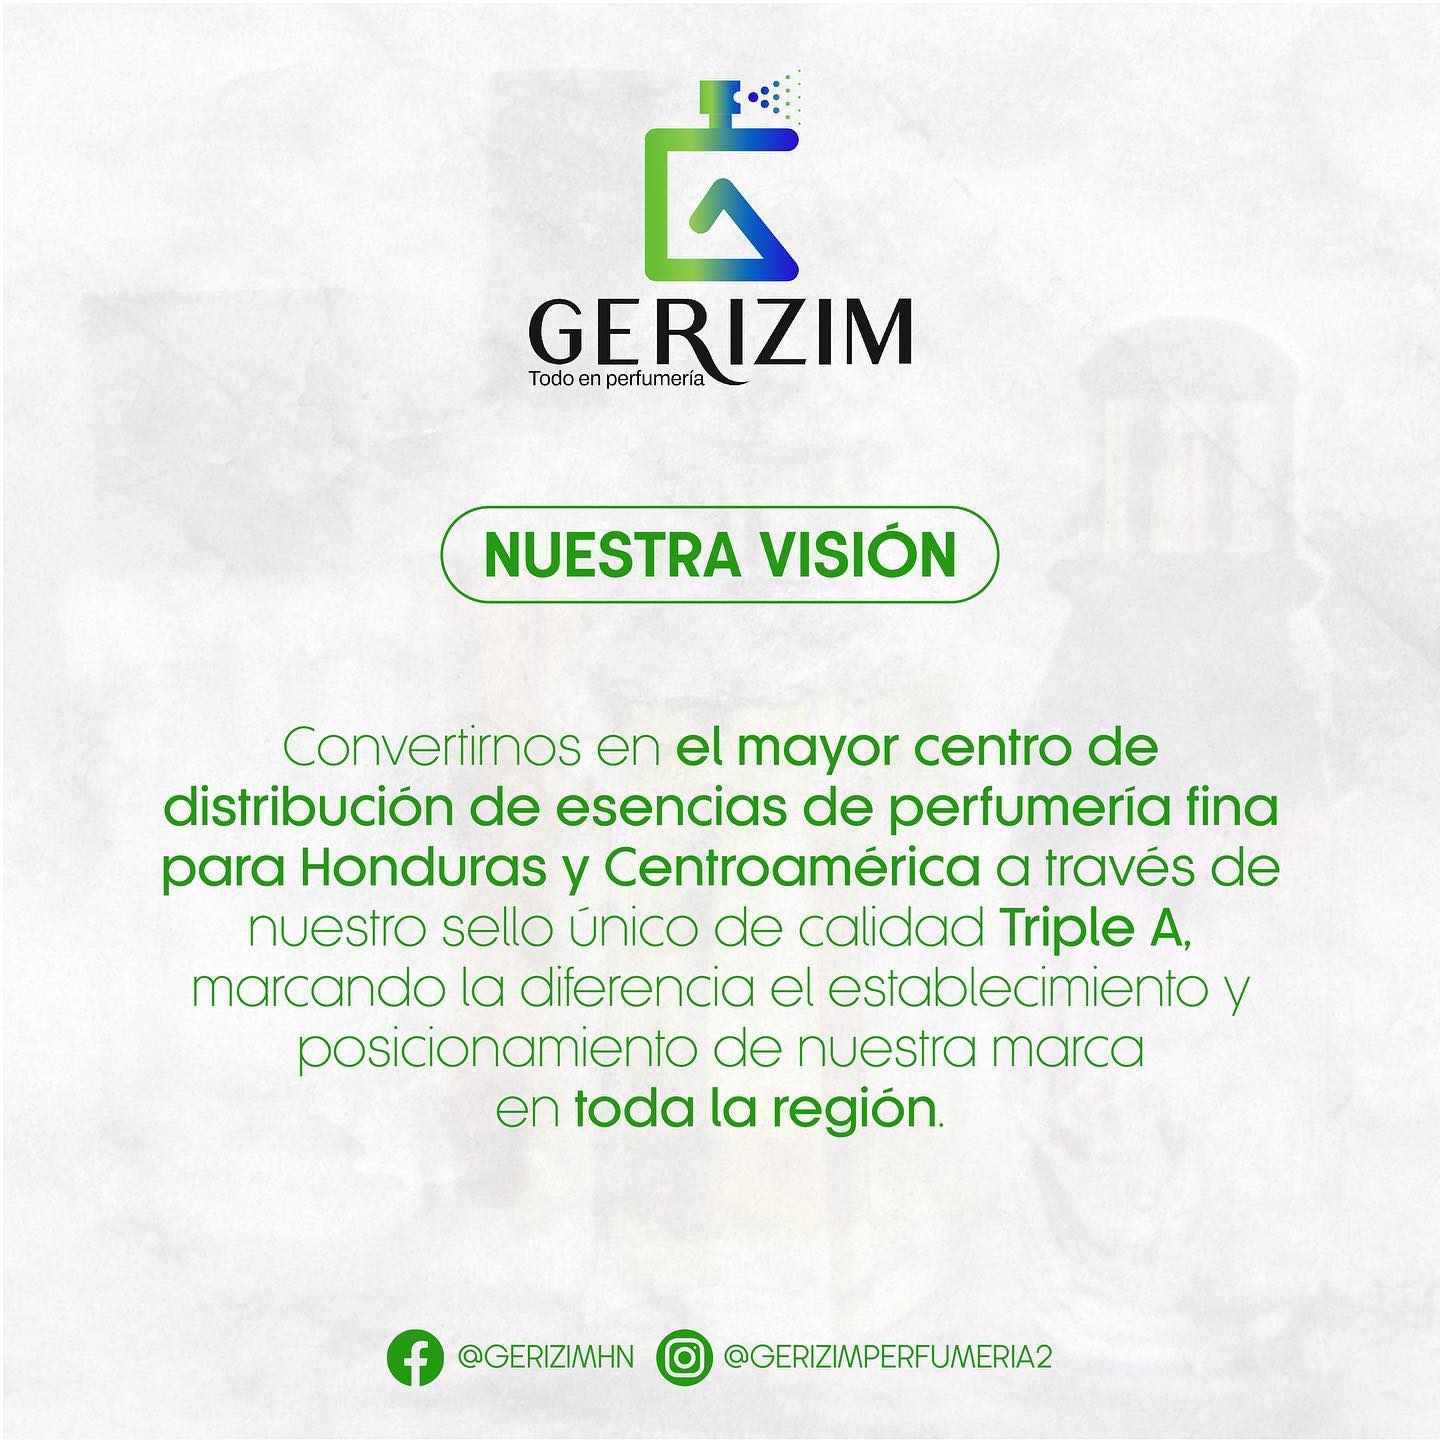 GERIZIM
Todo en perfumería
NUESTRA VISIÓN
Convertirnos en el mayor centro de
distribución de esencias de perfumería fina
para Honduras y Centroamérica a través de
nuestro sello único de calidad Triple A,
marcando la diferencia el establecimiento y
posicionamiento de nuestra marca
en toda la región.
@GERIZIMHN @GERIZIMPERFUMERIA2